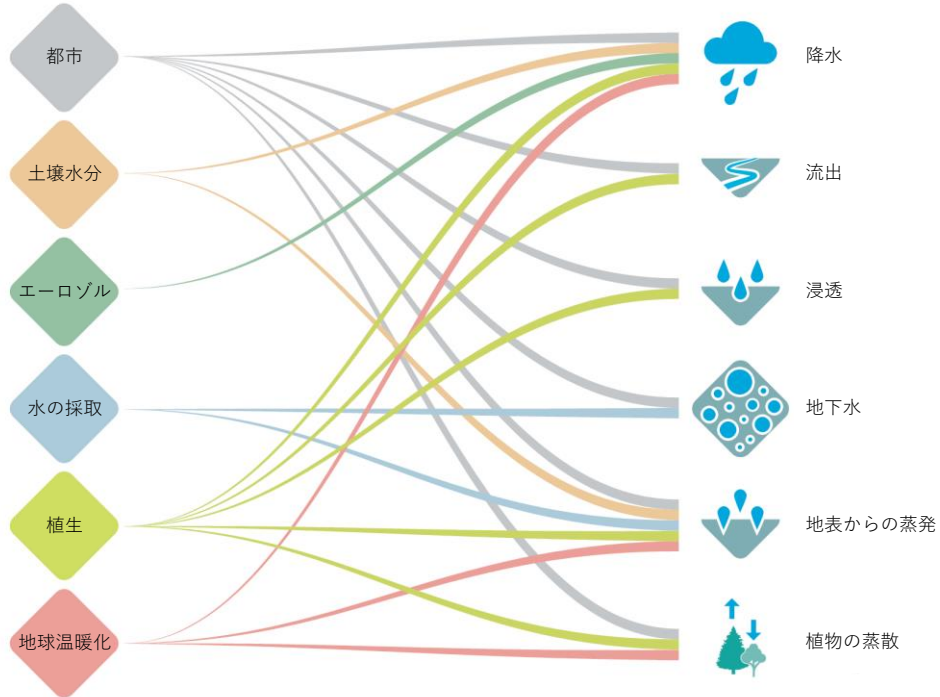 都市
土壌水分
エーロゾル
水の採取
植生
地球温暖化
降水
流出
浸透
地下水
地表からの蒸発
植物の蒸散